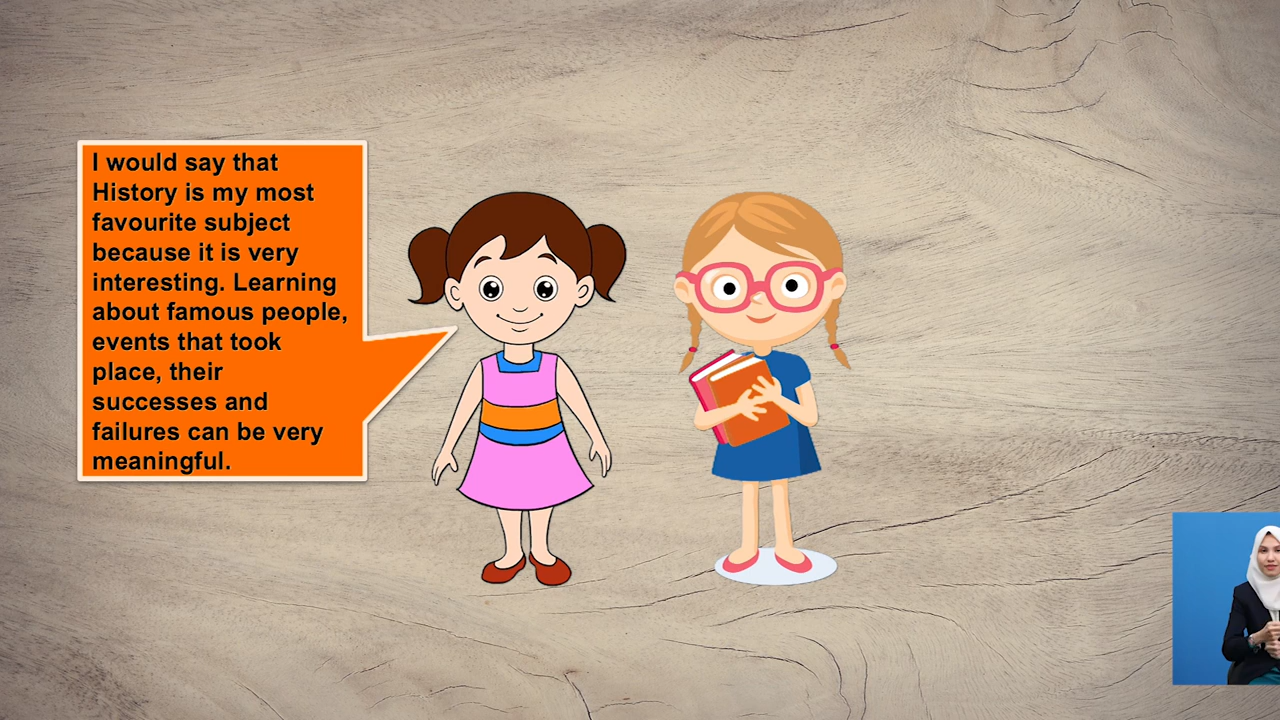 I would say that
History is my most
favourite subject
because it is very
interesting. Learning
about famous people,
events that took
place, their
successes and
failures can be very
meaningful.